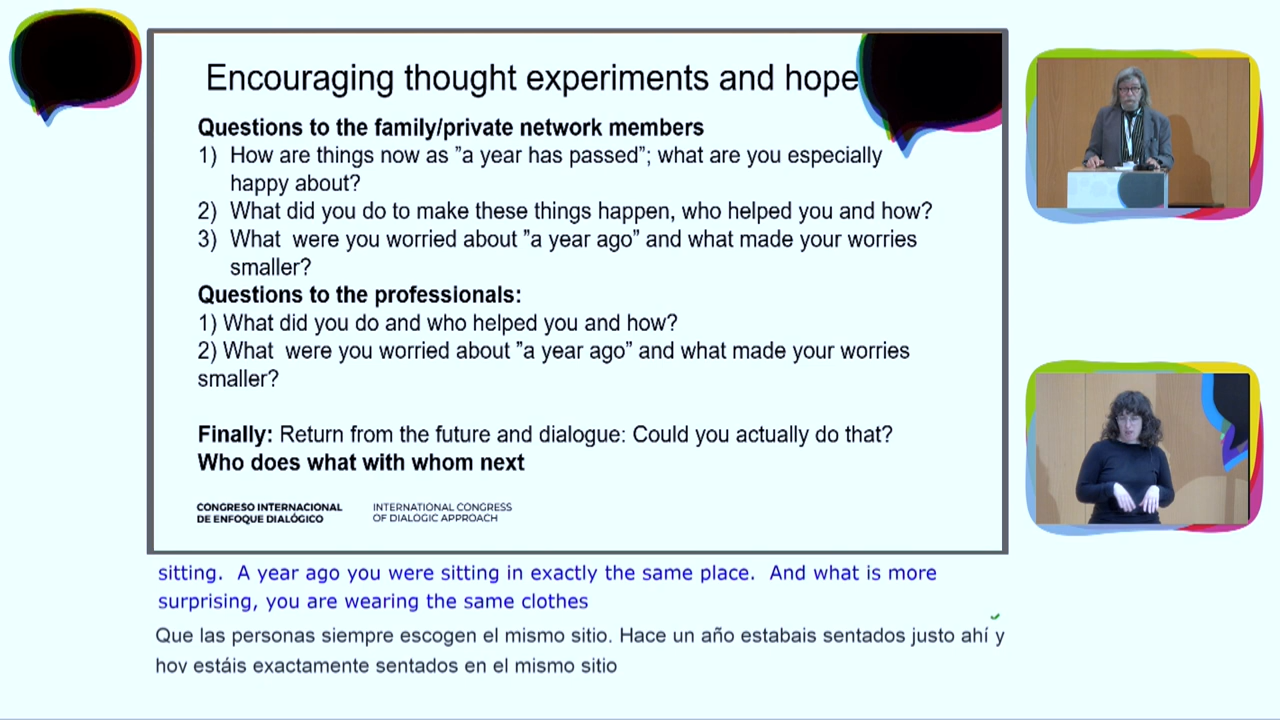 Encouraging thought experiments and hope
Questions to the family/private network members
1) How are things now as ”a year has passed”; what are you especially
happy about?
2) What did you do to make these things happen, who helped you and how?
3) What were you worried about ”a year ago” and what made your worries
smaller?
Questions to the professionals:
1) What did you do and who helped you and how?
2) What were you worried about ”a year ago” and what made your worries
smaller?
Finally: Return from the future and dialogue: Could you actually do that?
Who does what with whom next
CONGRESO INTERNACIONAL
DE ENFOQUE DIALÓGICO
INTERNATIONAL CONGRESS
OF DIALOGIC APPROACH
sitting. A year ago you were sitting in exactly the same place. And what is more
surprising, you are wearing the same clothes
Que las personas siempre escogen el mismo sitio. Hace un año estabais sentados justo ahí y
hoy estáis exactamente sentados en el mismo sitio